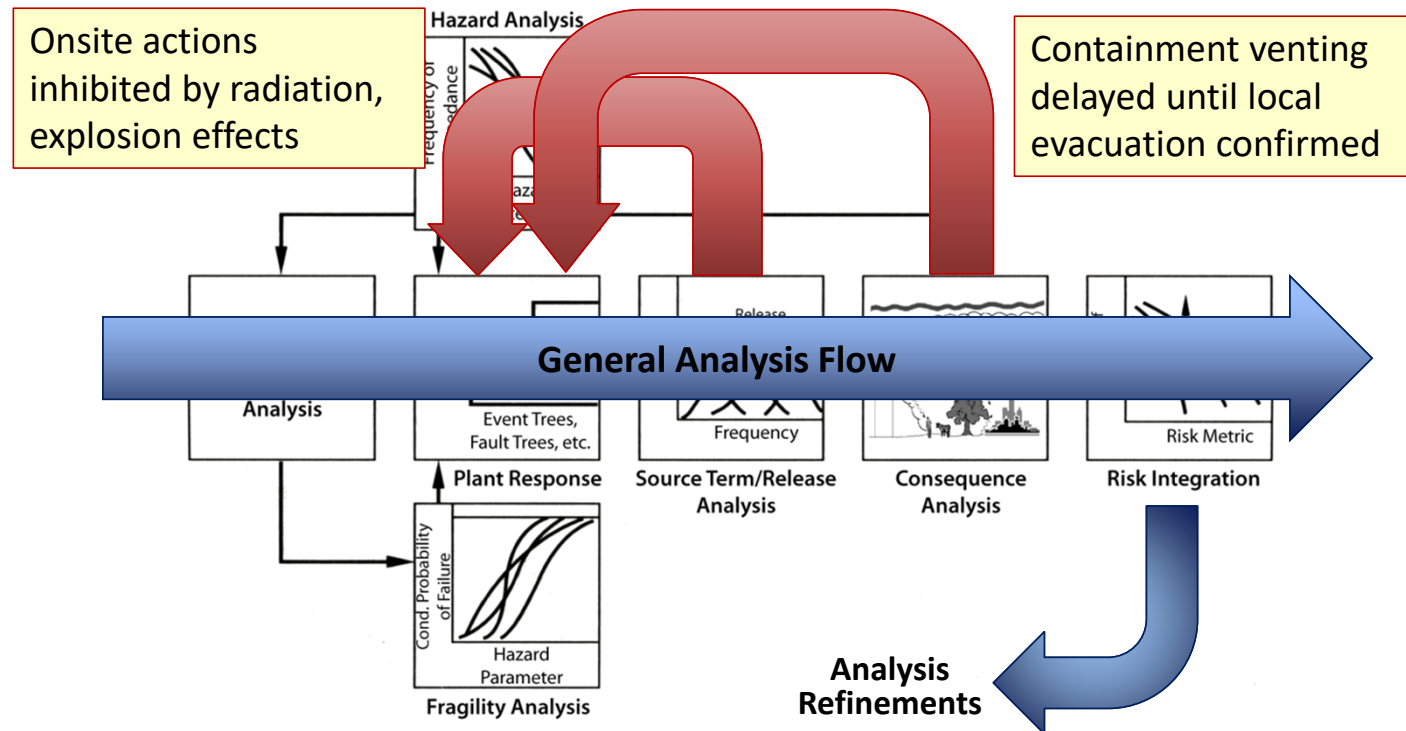 Hazard Analysis
Onsite actions
inhibited by radiation,
explosion effects
Containment venting
delayed until local
evacuation confirmed
Frequency of
Release
General Analysis Flow
Analysis
Event Trees,
Fault Trees, etc.
Frequency
Risk Metric
Plant Response
Source Term/Release
Analysis
Consequence
Analysis
Risk Integration
Cond. Probability
of Failure
Hazard
Parameter
Fragility Analysis
Analysis
Refinements